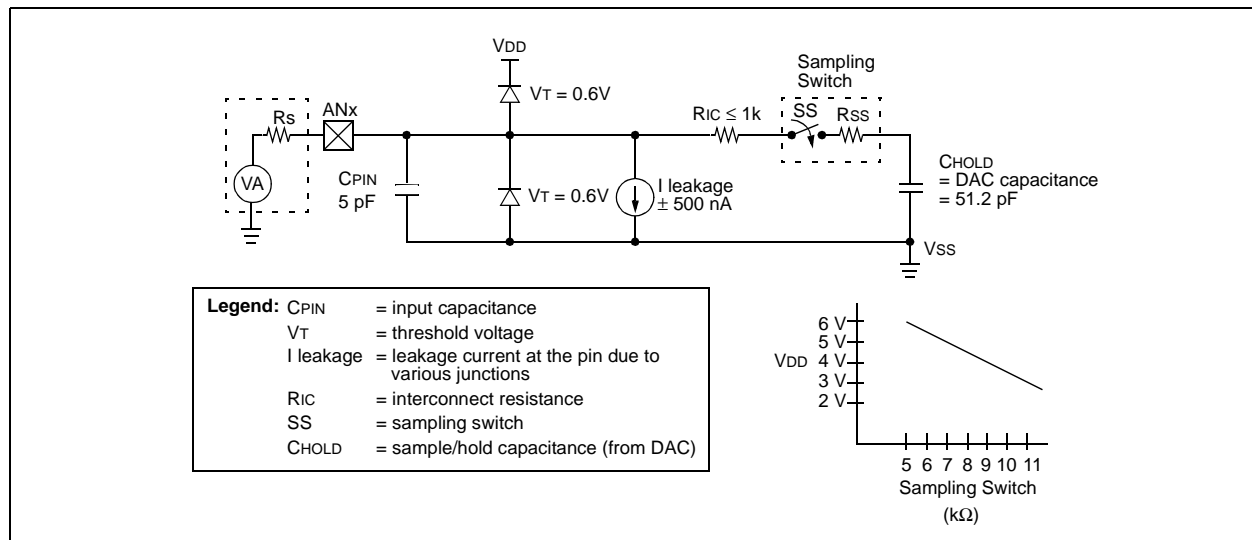 VDD
Sampling
Switch
VT = 0.6V
RS
ANx
RIC ≤ 1k
SS
RSS
VA
CPIN
5 pF
VT = 0.6V
I leakage
± 500 nA
CHOLD
= DAC capacitance
= 51.2 pF
VSS
Legend: CPIN = input capacitance
VT = threshold voltage
I leakage = leakage current at the pin due to
various junctions
RIC = interconnect resistance
SS = sampling switch
CHOLD = sample/hold capacitance (from DAC)
6 V
5 V
VDD 4 V
3 V
2 V
5 6 7 8 9 10 11
Sampling Switch
(kΩ)